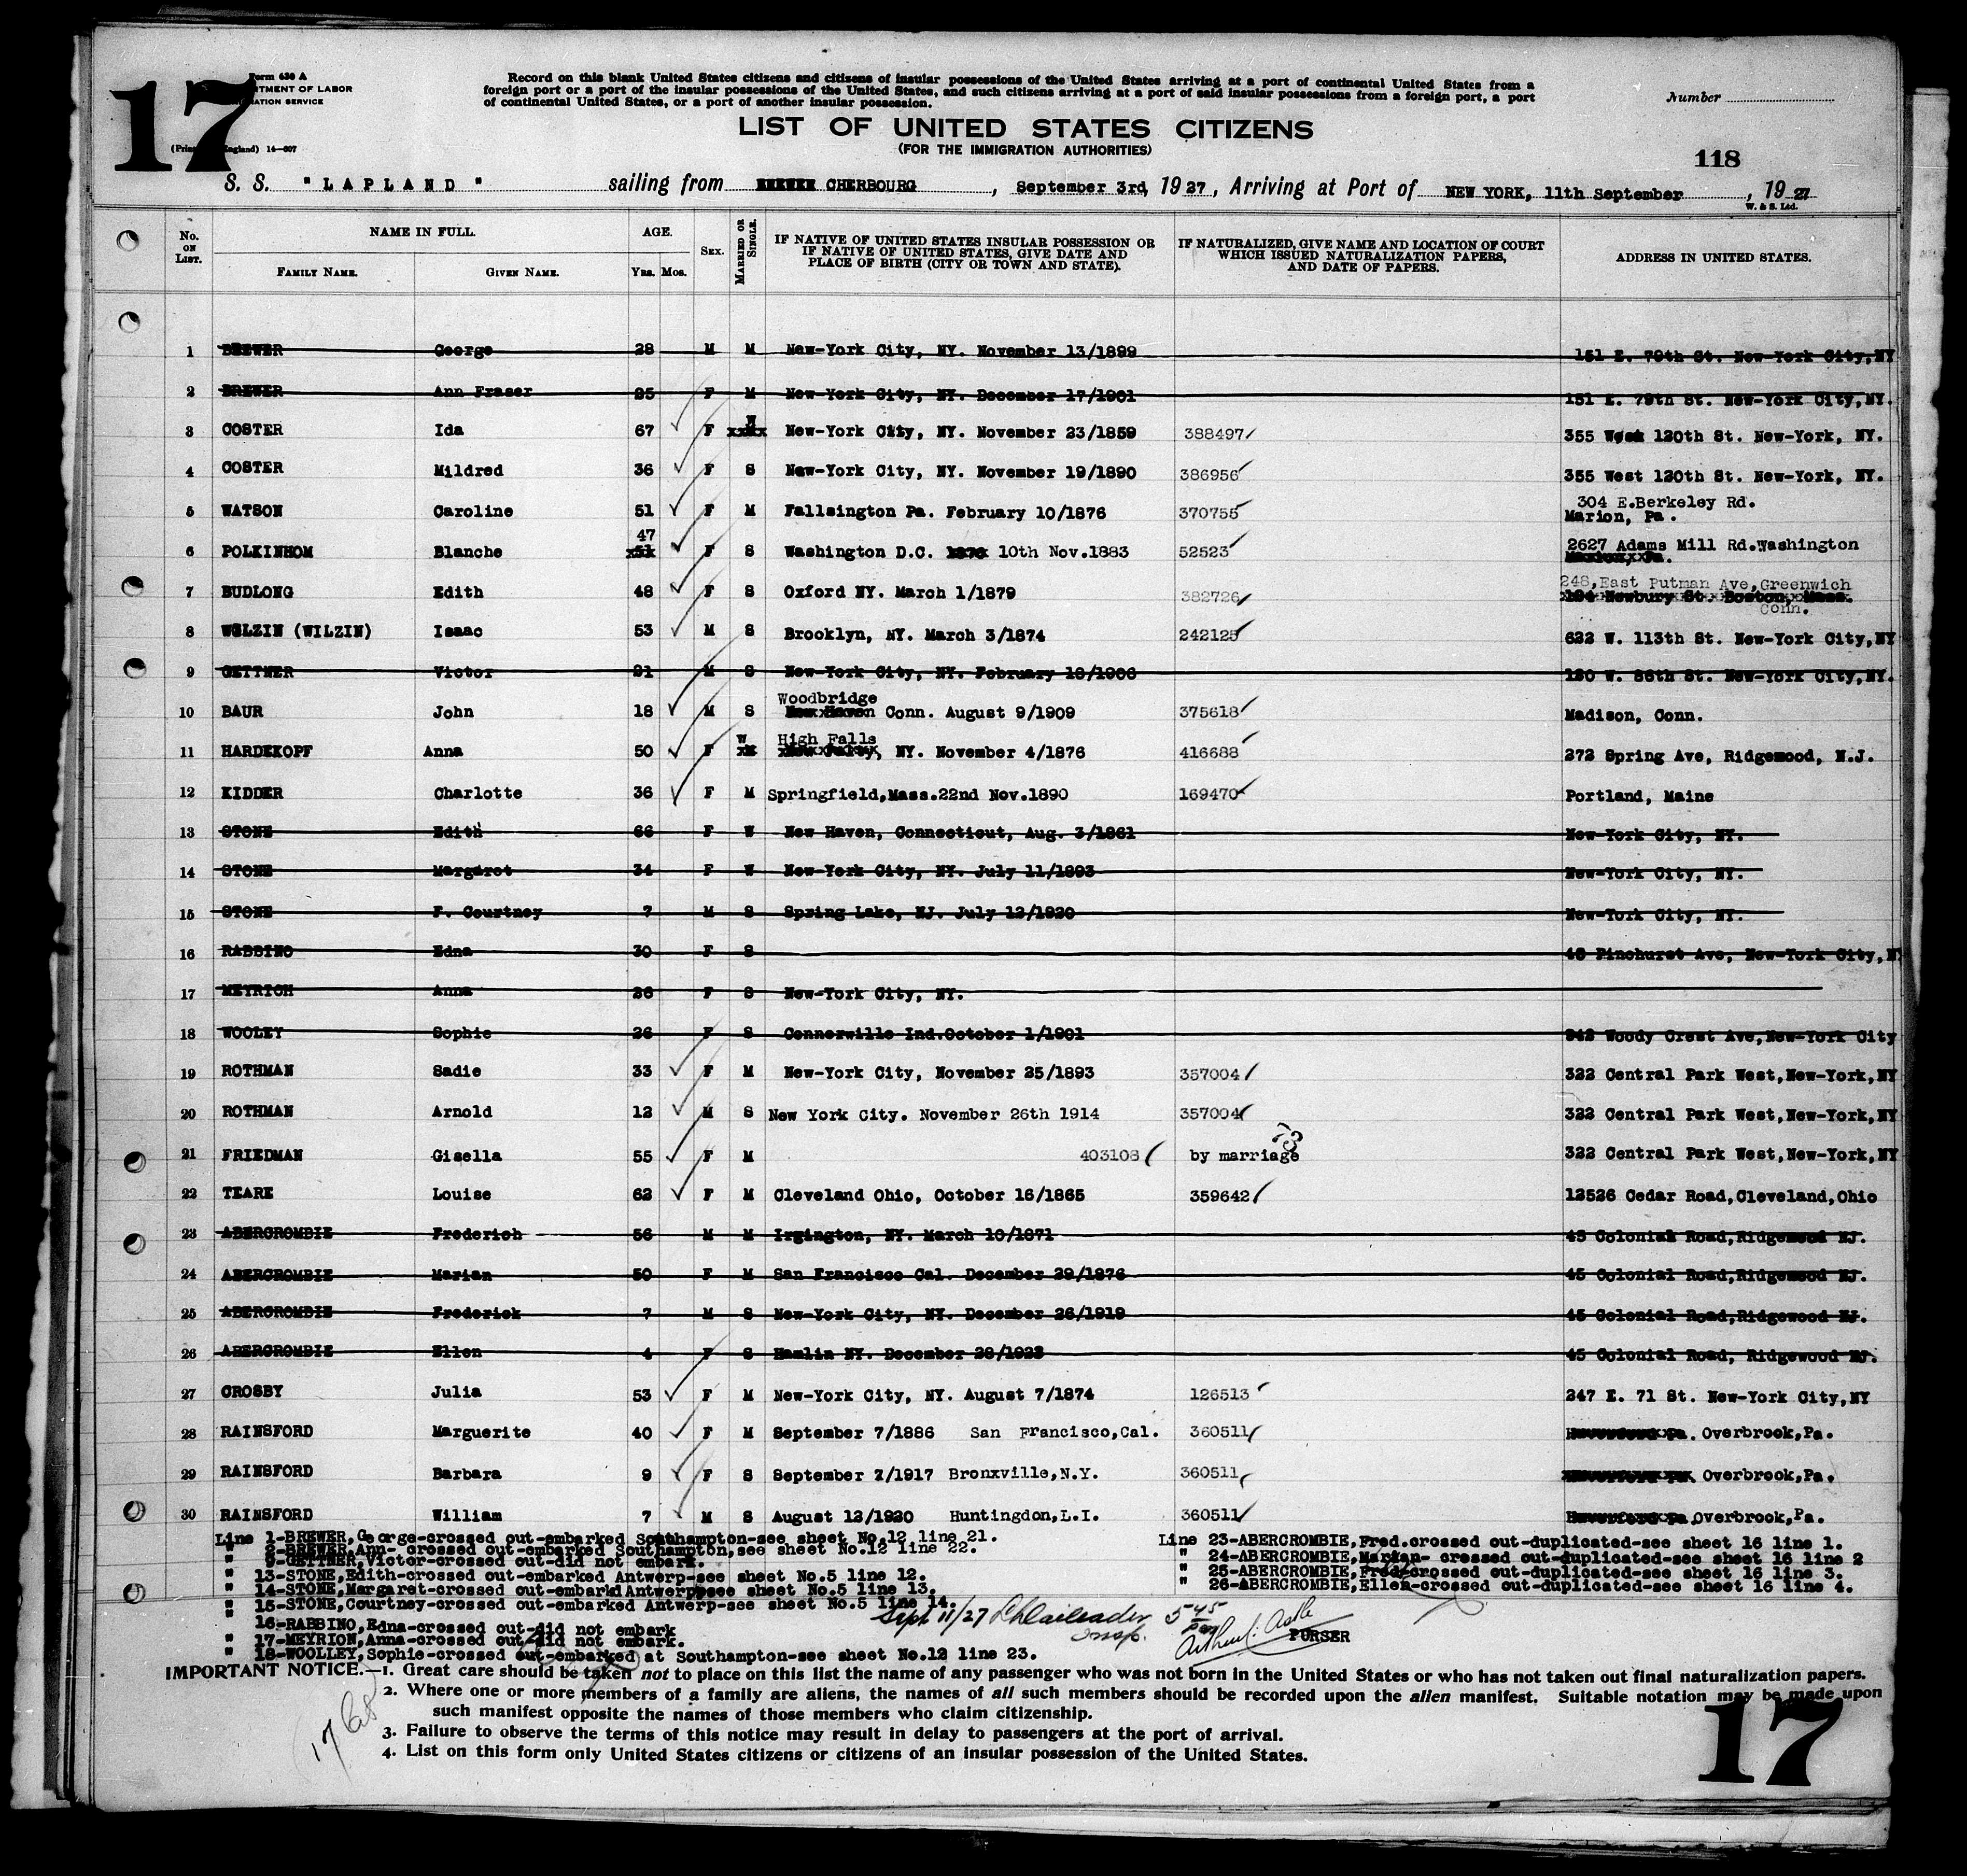 17
Form 630 A
RTMENT OF LABOR
ATION SERVICE
Record on this blank United States citizens and citizens of insular possessions of the United States arriving at a port of continental United States from a
foreign port or a port of the insular possessions of the United States, and such citizens arriving at a port of said insular possessions from a foreign port, a port
of continental United States, or a port of another insular possession.
Number
LIST OF UNITED STATES CITIZENS
(FOR THE IMMIGRATION AUTHORITIES)
(Prin England) 14—607
118
S. S. "LAPLAND" sailing from CHERBOURG, September 3rd, 1927, Arriving at Port of NEW YORK, 11th September, 1927
W. & S. Ltd.
No. ON LIST. NAME IN FULL. FAMILY NAME. GIVEN NAME. AGE. YRS. MOS. SEX. MARRIED OR SINGLE. IF NATIVE OF UNITED STATES INSULAR POSSESSION OR IF NATIVE OF UNITED STATES, GIVE DATE AND PLACE OF BIRTH (CITY OR TOWN AND STATE). IF NATURALIZED, GIVE NAME AND LOCATION OF COURT WHICH ISSUED NATURALIZATION PAPERS, AND DATE OF PAPERS. ADDRESS IN UNITED STATES.
1 BREWER George 28 M M New-York City, NY. November 13/1899 151 E. 79th St. New-York City,NY
2 BREWER Ann Fraser 25 F M New-York City, NY. December 17/1901 151 E. 79th St. New-York City,NY.
3 COSTER Ida 67 F W New-York City, NY. November 23/1859 388497 355 West 120th St. New-York, NY.
4 COSTER Mildred 36 F S New-York City, NY. November 19/1890 386956 355 West 120th St. New-York, NY.
5 WATSON Caroline 51 F M Fallsington Pa. February 10/1876 370755 304 E.Berkeley Rd. Marion, Pa.
6 POLKINHOM Blanche 47 F S Washington D.C. 10th Nov.1883 52523 2627 Adams Mill Rd.Washington
7 BUDLONG Edith 48 F S Oxford NY. March 1/1879 382726 248,East Putman Ave,Greenwich Conn. 194 Newbury St. Boston, Mass.
8 WOLZIN (WILZIN) Isaac 53 M S Brooklyn, NY. March 3/1874 242125 622 W. 113th St. New-York City,NY
9 GETTNER Victor 21 M S New-York City, NY. February 18/1906 120 W. 86th St. New-York City,NY.
10 BAUR John 18 M S Woodbridge Conn. August 9/1909 375618 Madison, Conn.
11 HARDEKOPF Anna 50 F W High Falls, NY. November 4/1876 416688 272 Spring Ave, Ridgewood, N.J.
12 KIDDER Charlotte 36 F M Springfield,Mass.22nd Nov.1890 169470 Portland, Maine
13 STONE Edith 66 F W New Haven, Connecticut, Aug. 3/1861 New-York City, NY.
14 STONE Margaret 34 F W New-York City, NY. July 11/1893 New-York City, NY.
15 STONE F. Courtney 7 M S Spring Lake, NJ. July 12/1920 New-York City, NY.
16 RABBINO Edna 30 F S 45 Pinehurst Ave, New-York City,N
17 MEYRION Anna 26 F S New-York City, NY.
18 WOOLEY Sophie 26 F S Connerville Ind.October 1/1901 942 Woody Crest Ave,New-York City
19 ROTHMAN Sadie 33 F M New-York City, November 25/1893 357004 322 Central Park West,New-York,NY
20 ROTHMAN Arnold 12 M S New York City. November 26th 1914 357004 322 Central Park West,New-York,NY
73
21 FRIEDMAN Gisella 55 F M 403108 by marriage 322 Central Park West,New-York,NY
22 TEARE Louise 62 F M Cleveland Ohio, October 16/1865 359642 12526 Cedar Road,Cleveland,Ohio
23 ABERCROMBIE Frederich 56 M M Irgington, NY. March 10/1871 45 Colonial Road,Ridgewood NJ.
24 ABERCROMBIE Marian 50 F M San Francisco Cal. December 29/1876 45 Colonial Road,Ridgewood NJ.
25 ABERCROMBIE Frederick 7 M S New-York City, NY. December 26/1919 45 Colonial Road,Ridgewood NJ.
26 ABERCROMBIE Ellen 4 F S Hamlin NY. December 28/1923 45 Colonial Road, Ridgewood NJ.
27 CROSBY Julia 53 F M New-York City, NY. August 7/1874 126513 247 E. 71 St. New-York City,NY
28 RAINSFORD Marguerite 40 F M September 7/1886 San Francisco,Cal. 360511 Overbrook,Pa.
29 RAINSFORD Barbara 9 F S September 7/1917 Bronxville,N.Y. 360511 Overbrook,Pa.
30 RAINSFORD William 7 M S August 12/1920 Huntingdon,L.I. 360511 Overbrook,Pa.
Line 1-BREWER,George-crossed out-embarked Southampton-see sheet No.12 line 21.
" 2-BREWER,Ann- crossed out-embarked Southampton,see sheet No.12 line 22.
" 9-GETTNER,Victor-crossed out-did not embark.
" 13-STONE,Edith-crossed out-embarked Antwerp-see sheet No.5 line 12.
" 14-STONE,Margaret-crossed out-embarkd Antwerp-see sheet No.5 line 13.
" 15-STONE,Courtney-crossed out-embarked Antwerp-see sheet No.5 line 14.
16-RABBINO,Edna-crossed out-did not embark
" 17-MEYRION,Anna-crossed out-did not embark.
" 18-WOOLLEY,Sophie-crossed out-embarked at Southampton-see sheet No.12 line 23.
Line 23-ABERCROMBIE,Fred.crossed out-duplicated-see sheet 16 line 1.
" 24-ABERCROMBIE,Marian- crossed out-duplicated-see sheet 16 line 2
" 25-ABERCROMBIE,Fred-crossed out-duplicated-see sheet 16 line 3.
" 26-ABERCROMBIE,Ellen-crossed out-duplicated-see sheet 16 line 4.
Sept 11/27
Insp.
545
PURSER
IMPORTANT NOTICE.—1. Great care should be taken not to place on this list the name of any passenger who was not born in the United States or who has not taken out final naturalization papers.
2. Where one or more members of a family are aliens, the names of all such members should be recorded upon the alien manifest. Suitable notation may be made upon
such manifest opposite the names of those members who claim citizenship.
3. Failure to observe the terms of this notice may result in delay to passengers at the port of arrival.
4. List on this form only United States citizens or citizens of an insular possession of the United States.
17 68
17